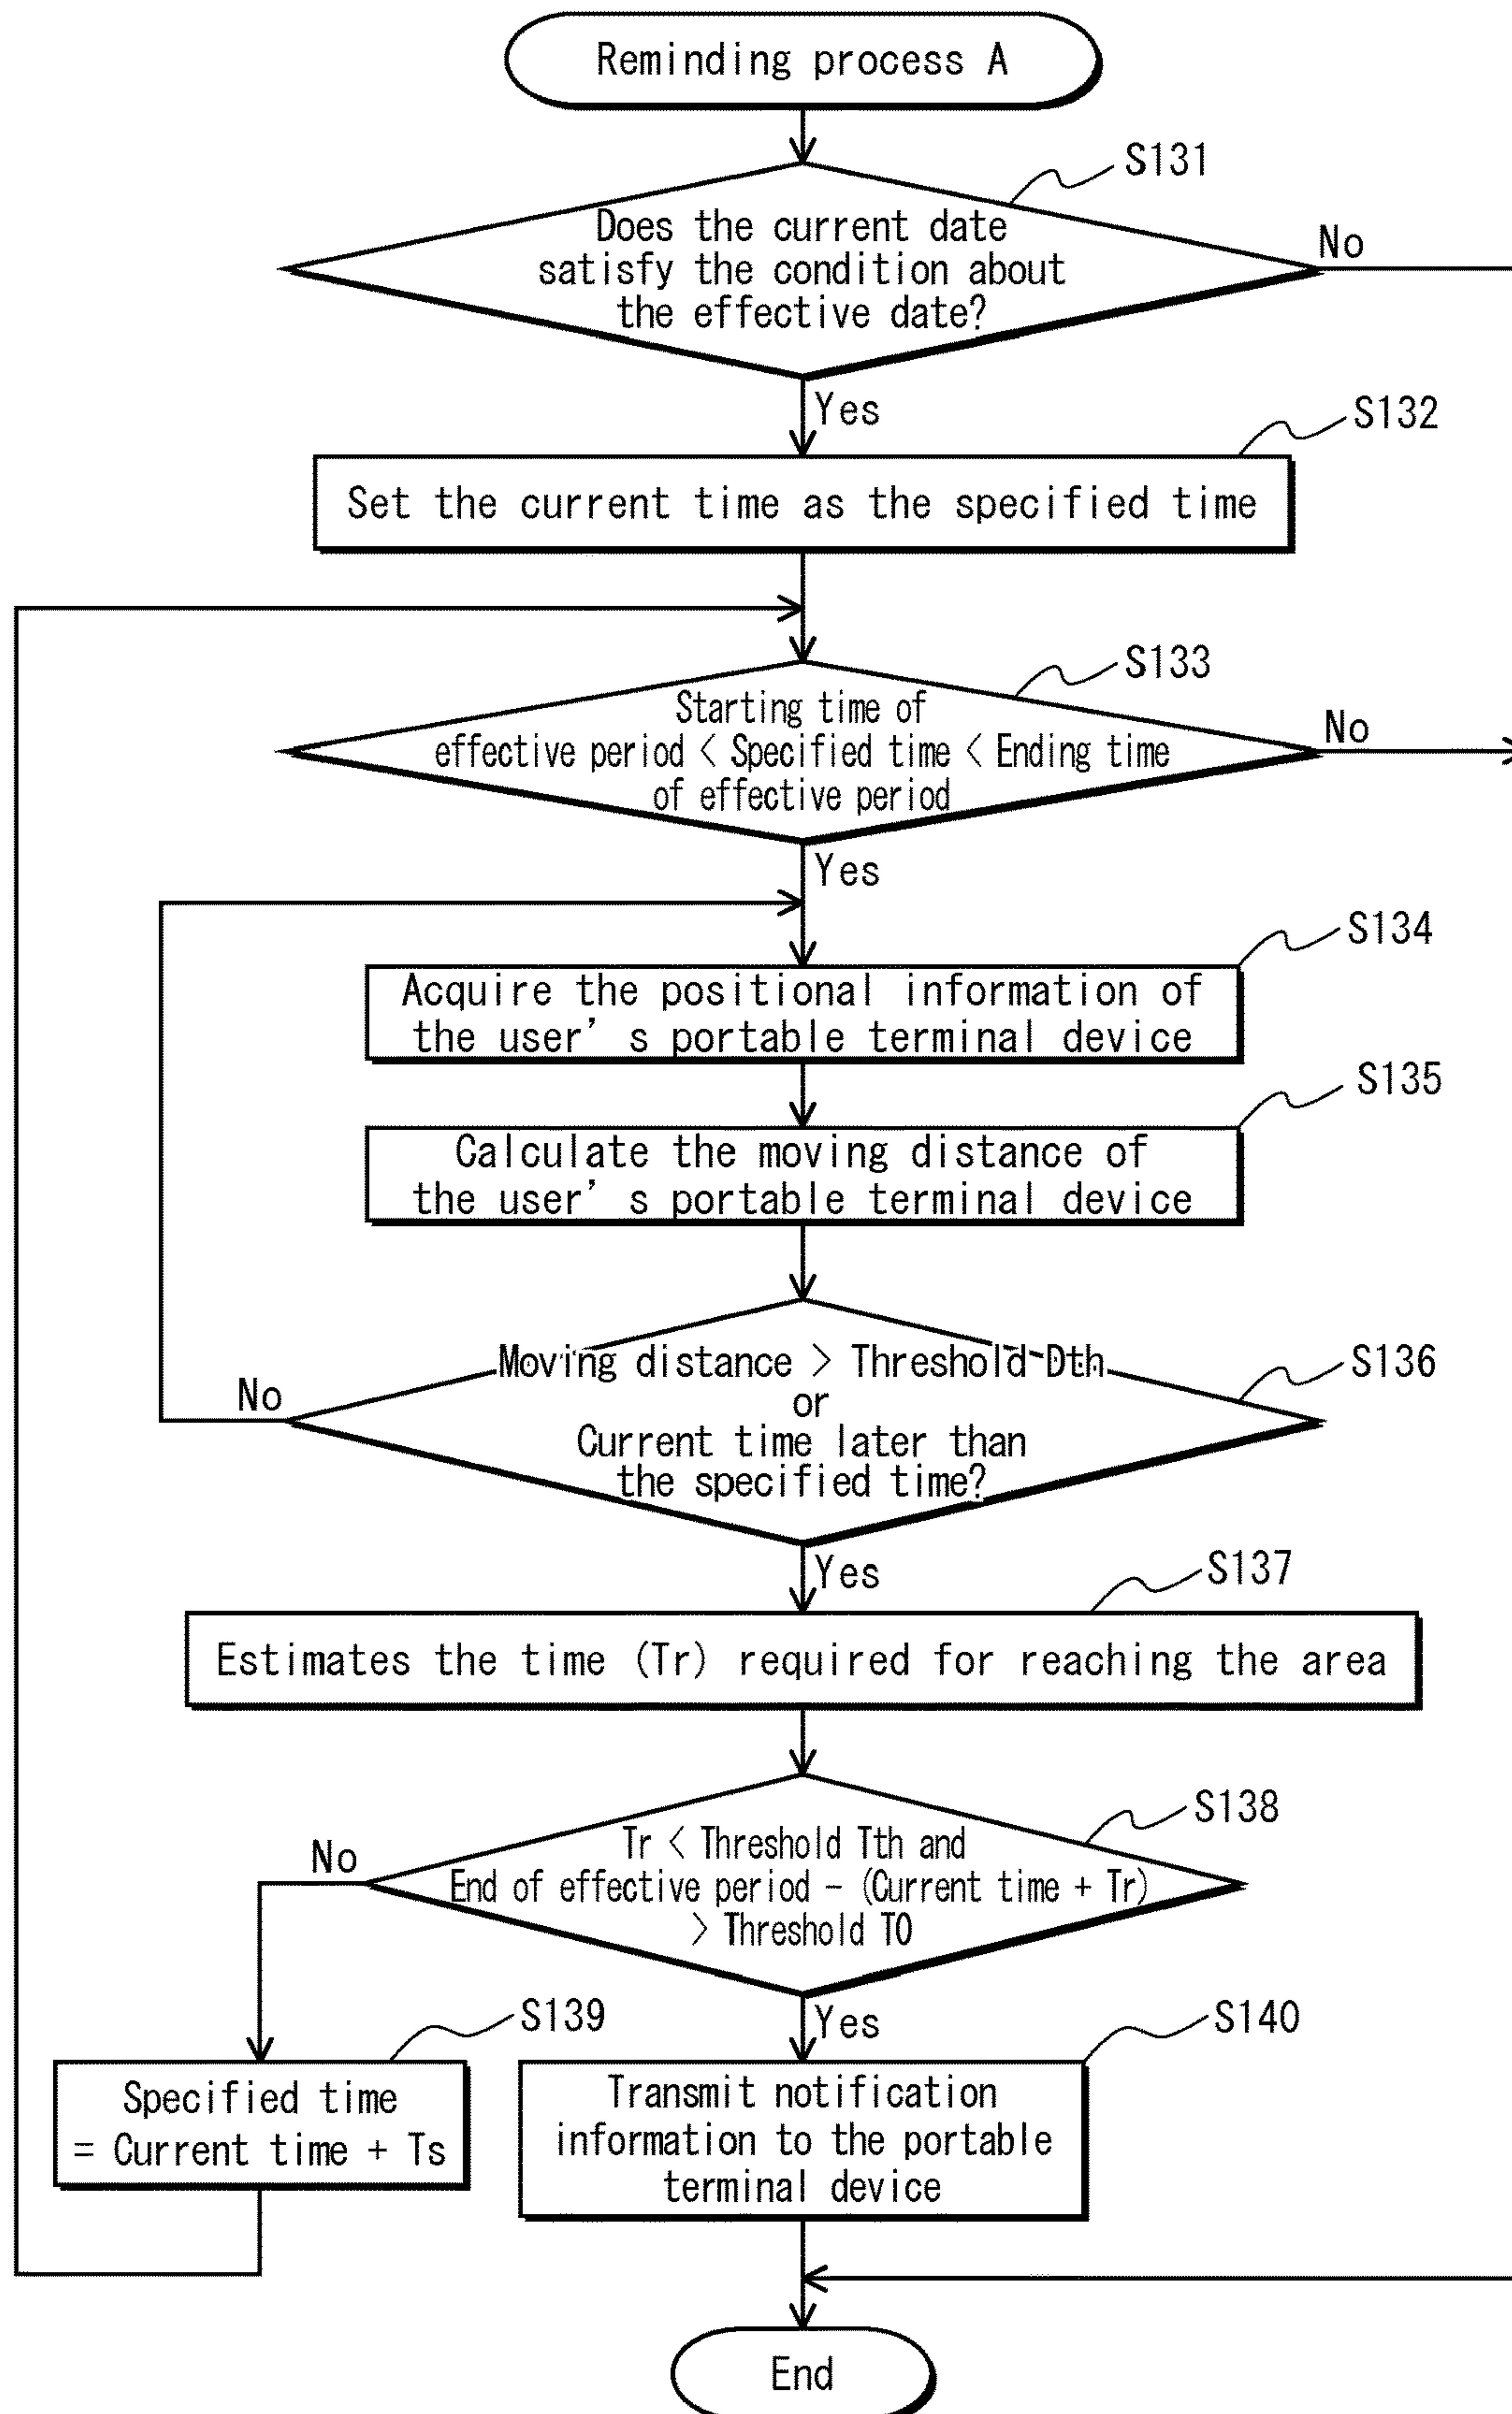 Reminding process A
S131
Does the current date
satisfy the condition about
the effective date?
No
Yes
S132
Set the current time as the specified time
S133
Starting time of
effective period < Specified time < Ending time
of effective period
No
Yes
S134
Acquire the positional information of
the user's portable terminal device
S135
Calculate the moving distance of
the user's portable terminal device
S136
Moving distance > Threshold Dth
or
Current time later than
the specified time?
No
Yes
S137
Estimates the time (Tr) required for reaching the area
S138
Tr < Threshold Tth and
End of effective period - (Current time + Tr)
> Threshold T0
No
Yes
S139
Specified time
= Current time + Ts
S140
Transmit notification
information to the portable
terminal device
End